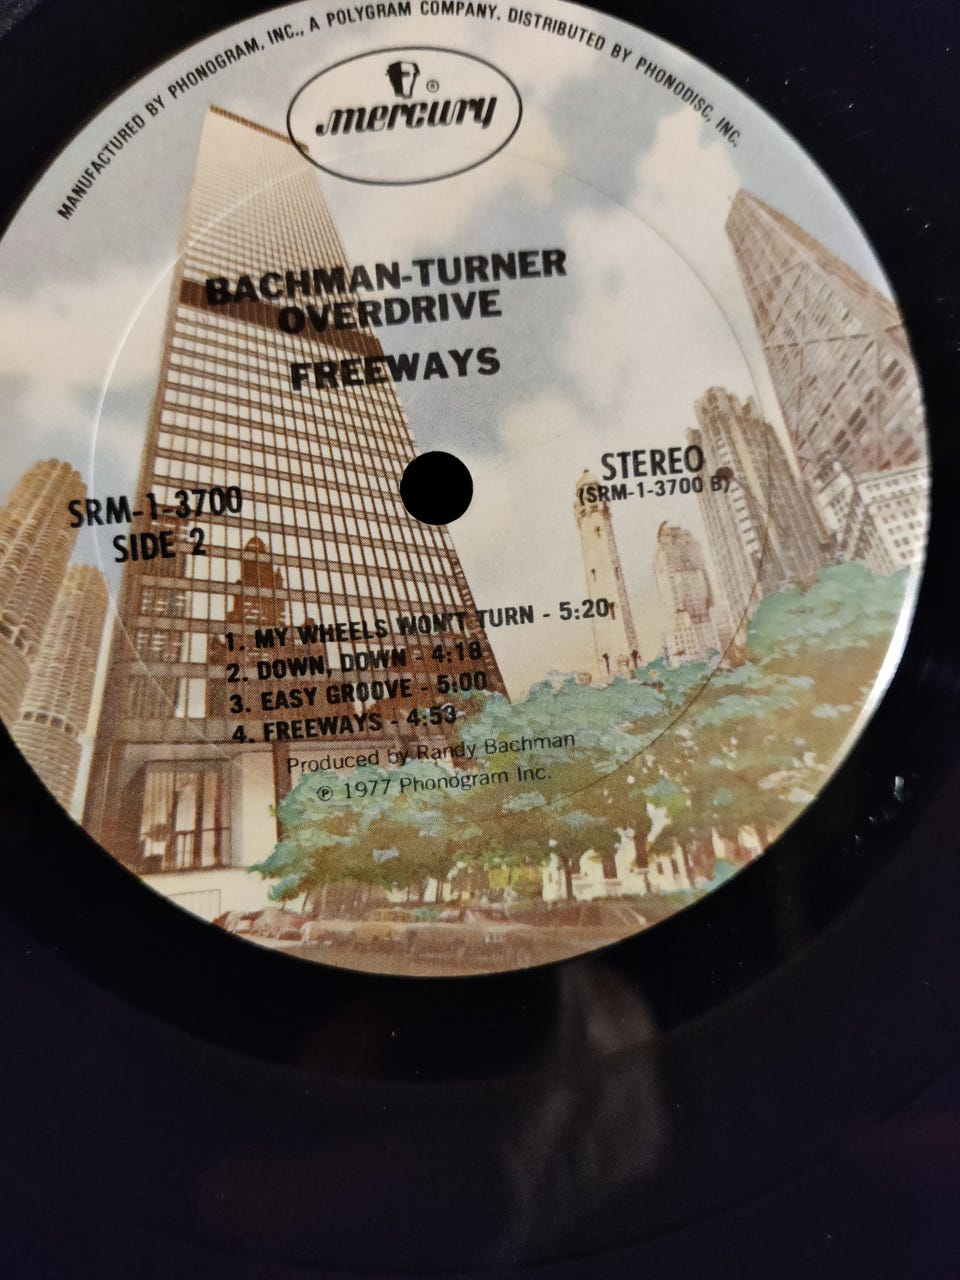 MANUFACTURED BY PHONOGRAM, INC., A POLYGRAM COMPANY. DISTRIBUTED BY PHONODISC, INC.
®
mercury
BACHMAN-TURNER
OVERDRIVE
FREEWAYS
STEREO
(SRM-1-3700 B)
SRM-1-3700
SIDE 2
1. MY WHEELS WON'T TURN - 5:20
2. DOWN, DOWN - 4:18
3. EASY GROOVE - 5:00
4. FREEWAYS - 4:53
Produced by Randy Bachman
℗ 1977 Phonogram Inc.